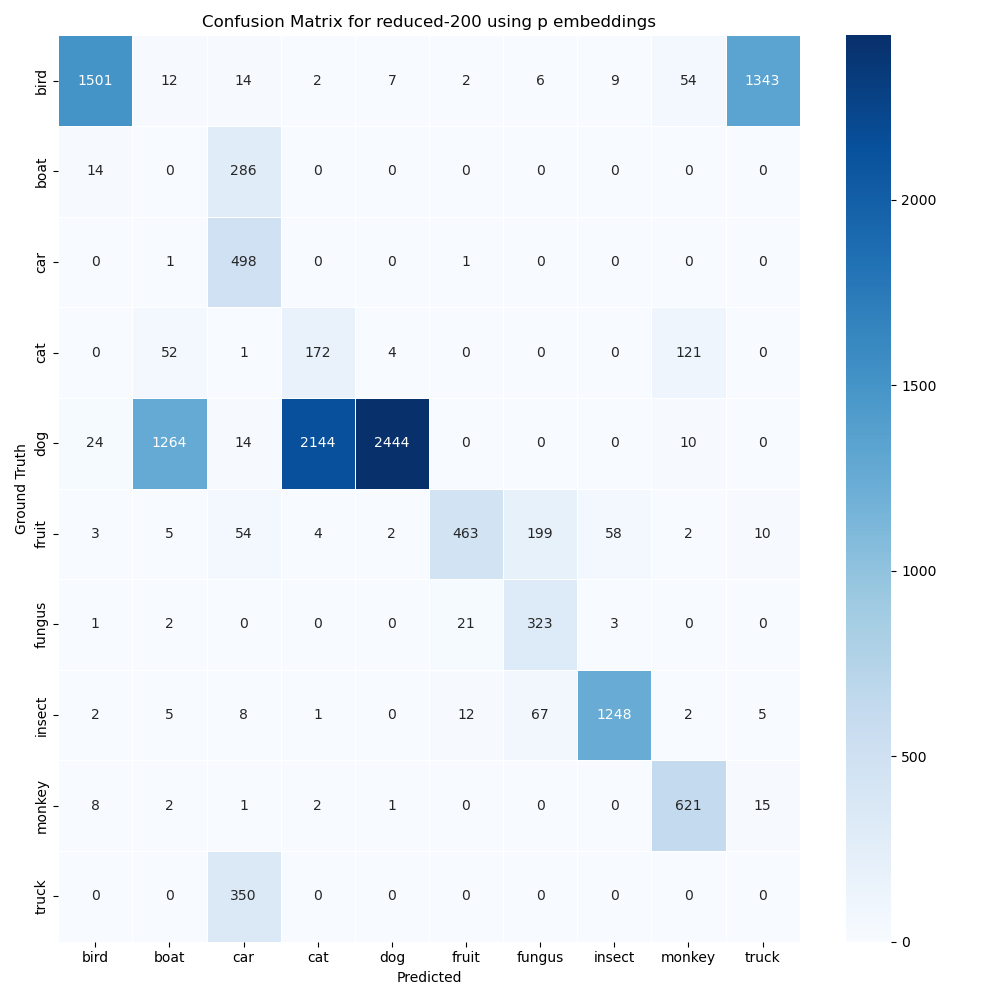 Confusion Matrix for reduced-200 using p embeddings
bird 1501 12 14 2 7 2 6 9 54 1343
boat 14 0 286 0 0 0 0 0 0 0
car 0 1 498 0 0 1 0 0 0 0
cat 0 52 1 172 4 0 0 0 121 0
dog 24 1264 14 2144 2444 0 0 0 10 0
fruit 3 5 54 4 2 463 199 58 2 10
fungus 1 2 0 0 0 21 323 3 0 0
insect 2 5 8 1 0 12 67 1248 2 5
monkey 8 2 1 2 1 0 0 0 621 15
truck 0 0 350 0 0 0 0 0 0 0
bird boat car cat dog fruit fungus insect monkey truck
Predicted
Ground Truth
2000
1500
1000
500
0